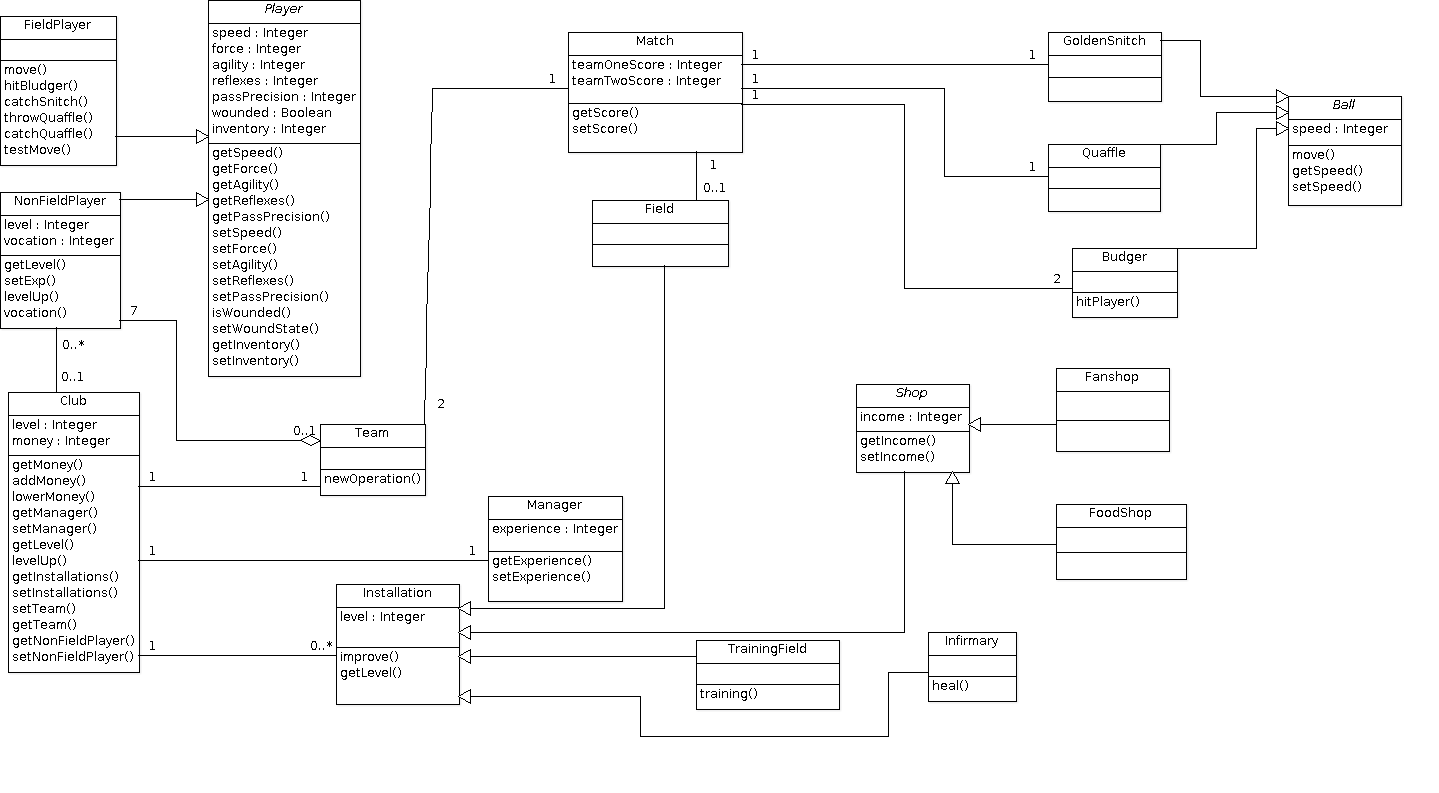 FieldPlayer
move()
hitBludger()
catchSnitch()
throwQuaffle()
catchQuaffle()
testMove()
Player
speed : Integer
force : Integer
agility : Integer
reflexes : Integer
passPrecision : Integer
wounded : Boolean
inventory : Integer
getSpeed()
getForce()
getAgility()
getReflexes()
getPassPrecision()
setSpeed()
setForce()
setAgility()
setReflexes()
setPassPrecision()
isWounded()
setWoundState()
getInventory()
setInventory()
NonFieldPlayer
level : Integer
vocation : Integer
getLevel()
setExp()
levelUp()
vocation()
7
0..*
0..1
Club
level : Integer
money : Integer
getMoney()
addMoney()
lowerMoney()
getManager()
setManager()
getLevel()
levelUp()
getInstallations()
setInstallations()
setTeam()
getTeam()
getNonFieldPlayer()
setNonFieldPlayer()
1
1
1
0..1
1
1
0..*
Team
newOperation()
2
1
Match
teamOneScore : Integer
teamTwoScore : Integer
getScore()
setScore()
1
1
1
1
0..1
Field
1
1
2
GoldenSnitch
Quaffle
Budger
hitPlayer()
Ball
speed : Integer
move()
getSpeed()
setSpeed()
Manager
experience : Integer
getExperience()
setExperience()
Installation
level : Integer
improve()
getLevel()
Shop
income : Integer
getIncome()
setIncome()
Fanshop
FoodShop
TrainingField
training()
Infirmary
heal()